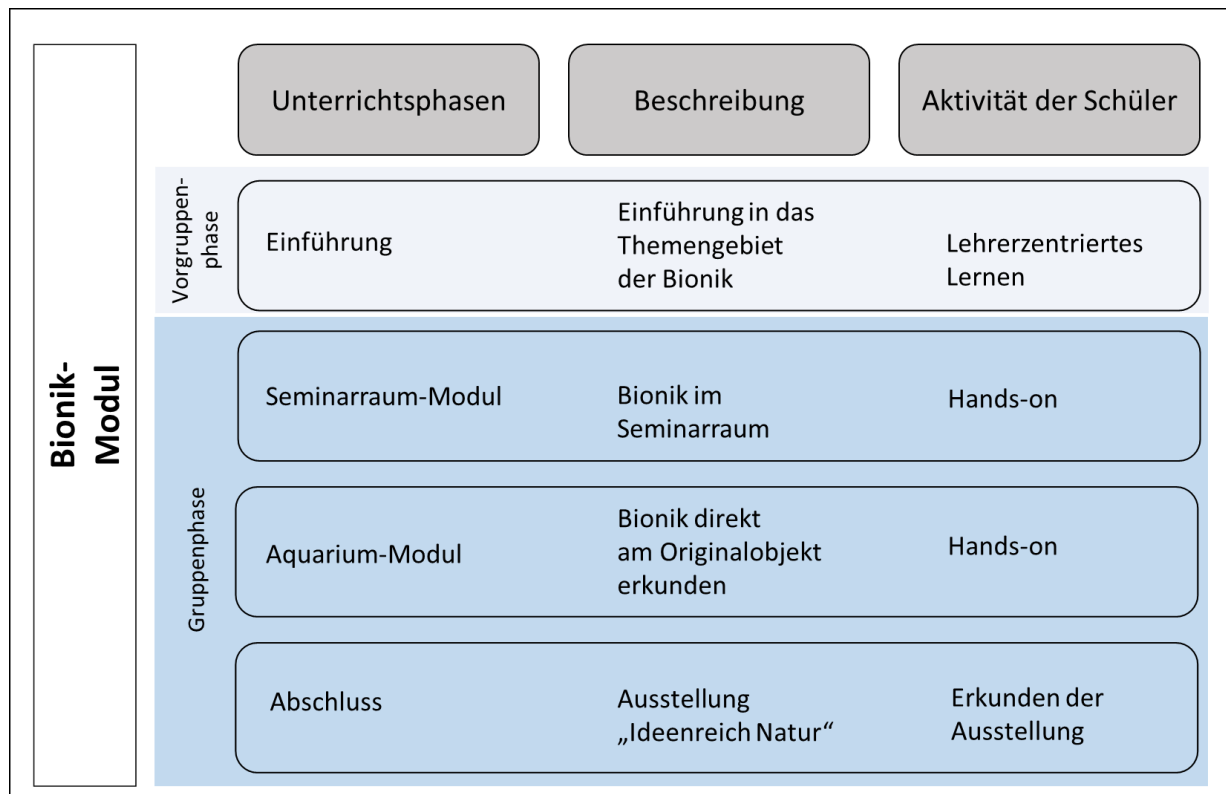 Bionik-
Modul
Unterrichtsphasen
Beschreibung
Aktivität der Schüler
Vorgruppen-
phase
Einführung
Einführung in das
Themengebiet
der Bionik
Lehrerzentriertes
Lernen
Gruppenphase
Seminarraum-Modul
Bionik im
Seminarraum
Hands-on
Aquarium-Modul
Bionik direkt
am Originalobjekt
erkunden
Hands-on
Abschluss
Ausstellung
„Ideenreich Natur“
Erkunden der
Ausstellung